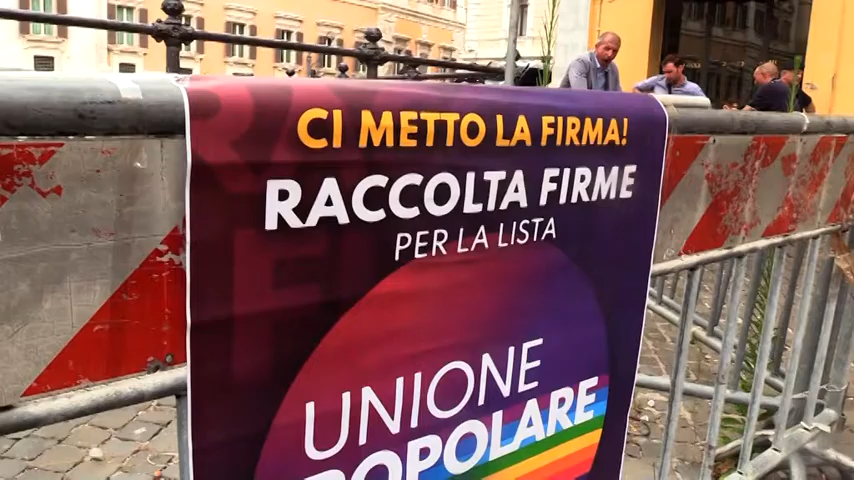 CI METTO LA FIRMA!
RACCOLTA FIRME
PER LA LISTA
UNIONE
POPOLARE